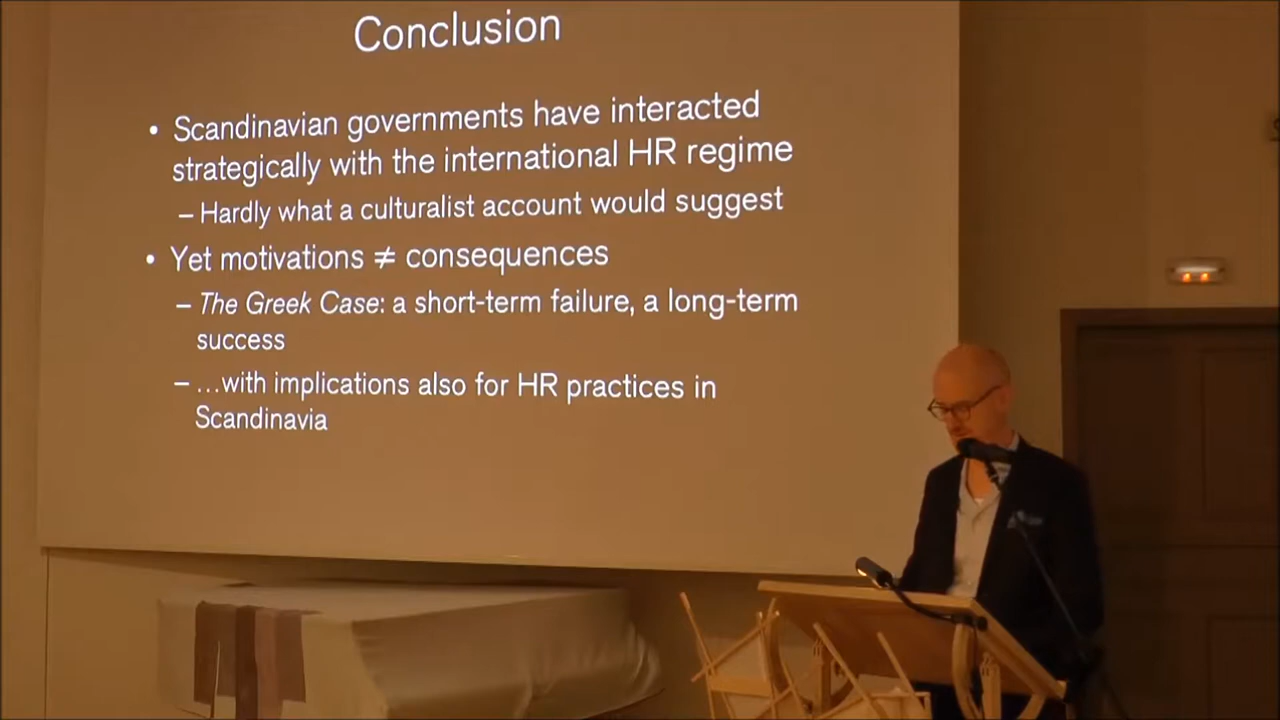 Conclusion
• Scandinavian governments have interacted
strategically with the international HR regime
– Hardly what a culturalist account would suggest
• Yet motivations ≠ consequences
– The Greek Case: a short-term failure, a long-term
success
– …with implications also for HR practices in
Scandinavia